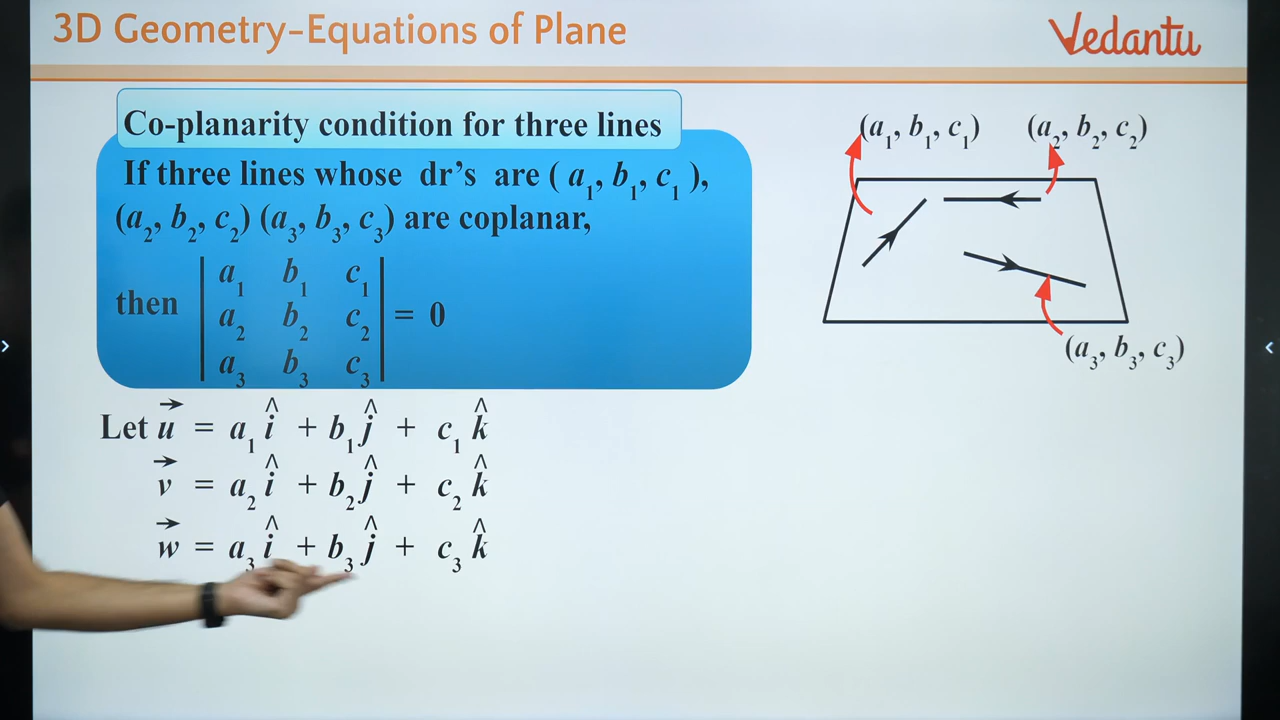 3D Geometry-Equations of Plane
Vedantu
Co-planarity condition for three lines
If three lines whose dr's are ( a₁, b₁, c₁ ),
(a₂, b₂, c₂) (a₃, b₃, c₃) are coplanar,
then | a₁ b₁ c₁ |
| a₂ b₂ c₂ | = 0
| a₃ b₃ c₃ |
(a₁, b₁, c₁) (a₂, b₂, c₂)
(a₃, b₃, c₃)
Let u⃗ = a₁ î + b₁ ĵ + c₁ k̂
v⃗ = a₂ î + b₂ ĵ + c₂ k̂
w⃗ = a₃ î + b₃ ĵ + c₃ k̂